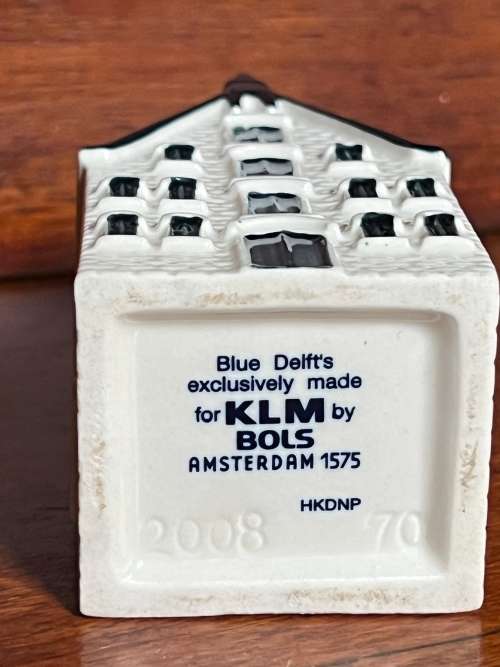 Blue Delft's
exclusively made
for KLM by
BOLS
AMSTERDAM 1575
HKDNP
2008 70